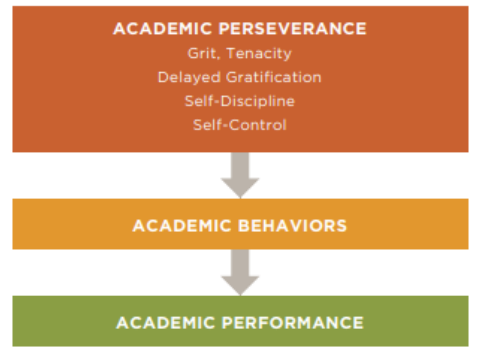 ACADEMIC PERSEVERANCE
Grit, Tenacity
Delayed Gratification
Self-Discipline
Self-Control
ACADEMIC BEHAVIORS
ACADEMIC PERFORMANCE